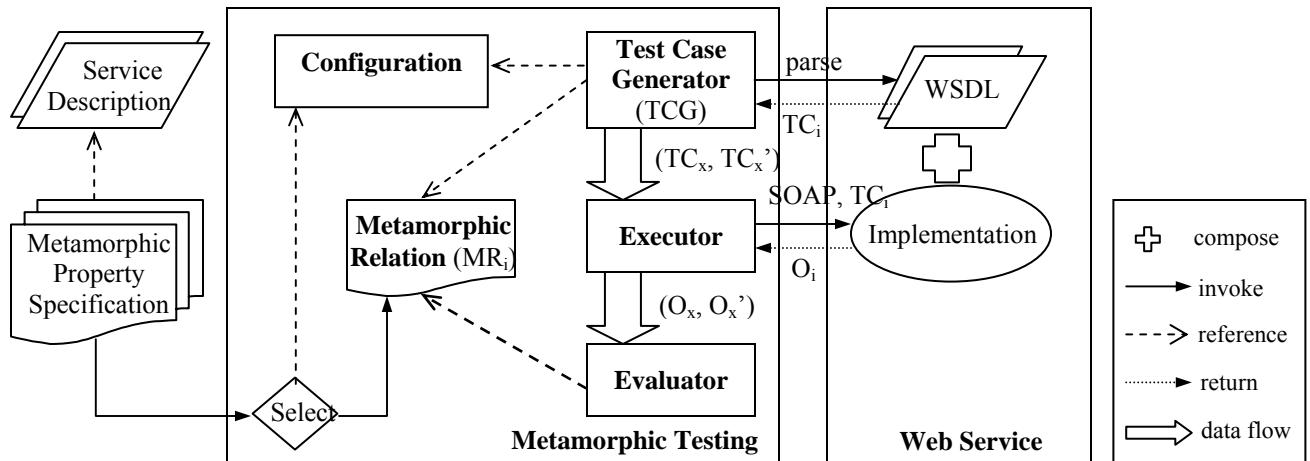 Service
Description
Metamorphic
Property
Specification
Configuration
Metamorphic
Relation (MRi)
Select
Test Case
Generator
(TCG)
(TCx, TCx’)
Executor
(Ox, Ox’)
Evaluator
Metamorphic Testing
parse
TCi
SOAP, TCi
Oi
WSDL
Implementation
Web Service
compose
invoke
reference
return
data flow